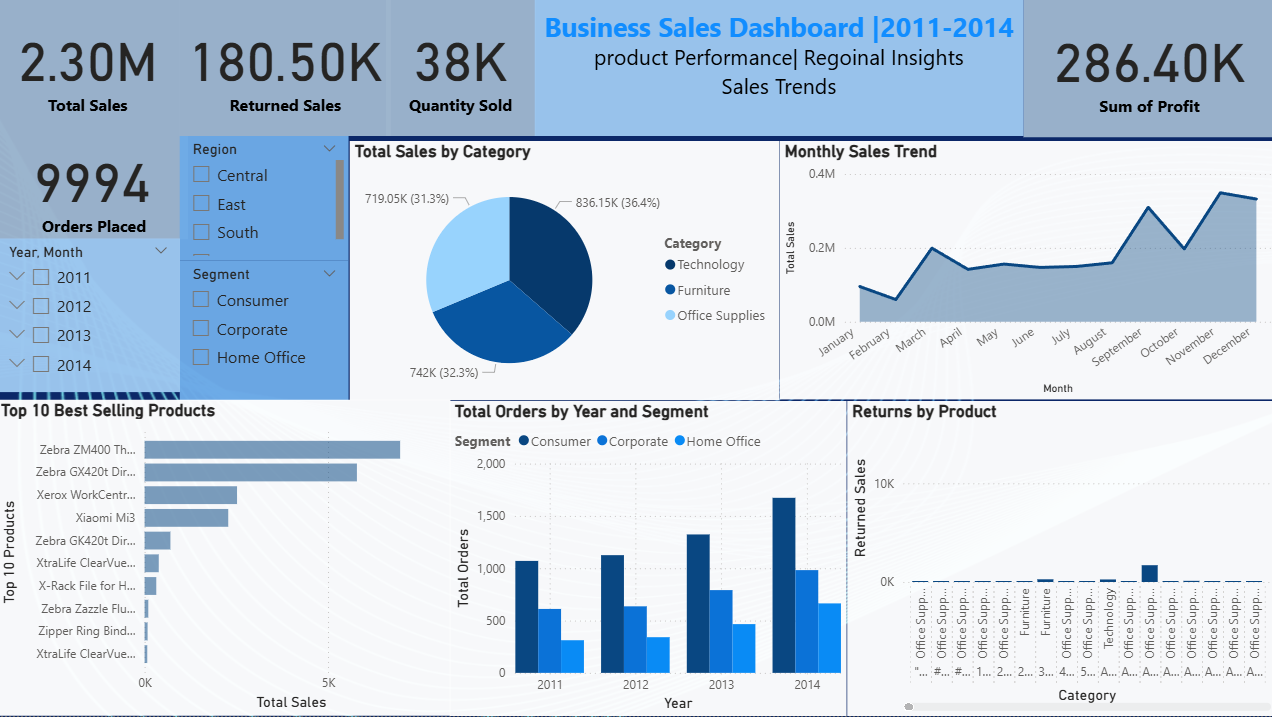 2.30M
Total Sales
180.50K
Returned Sales
38K
Quantity Sold
Business Sales Dashboard |2011-2014
product Performance| Regoinal Insights
Sales Trends
286.40K
Sum of Profit
9994
Orders Placed
Year, Month
2011
2012
2013
2014
Region
Central
East
South
Segment
Consumer
Corporate
Home Office
Total Sales by Category
719.05K (31.3%)
836.15K (36.4%)
742K (32.3%)
Category
Technology
Furniture
Office Supplies
Monthly Sales Trend
Total Sales
0.4M
0.2M
0.0M
January
February
March
April
May
June
July
August
September
October
November
December
Month
Top 10 Best Selling Products
Top 10 Products
Zebra ZM400 Th...
Zebra GX420t Dir...
Xerox WorkCentr...
Xiaomi Mi3
Zebra GK420t Dir...
XtraLife ClearVue...
X-Rack File for H...
Zebra Zazzle Flu...
Zipper Ring Bind...
XtraLife ClearVue...
0K
5K
Total Sales
Total Orders by Year and Segment
Segment
Consumer
Corporate
Home Office
Total Orders
2,000
1,500
1,000
500
0
2011
2012
2013
2014
Year
Returns by Product
Returned Sales
10K
0K
Office Supp...
Office Supp...
Office Supp...
Office Supp...
Office Supp...
Furniture
Furniture
Office Supp...
Office Supp...
Technology
Office Supp...
Office Supp...
Office Supp...
Office Supp...
Office Supp...
Office Supp...
Office Supp...
"...
#...
#...
1...
2...
2...
3...
4...
5...
A...
A...
A...
A...
A...
A...
A...
A...
Category